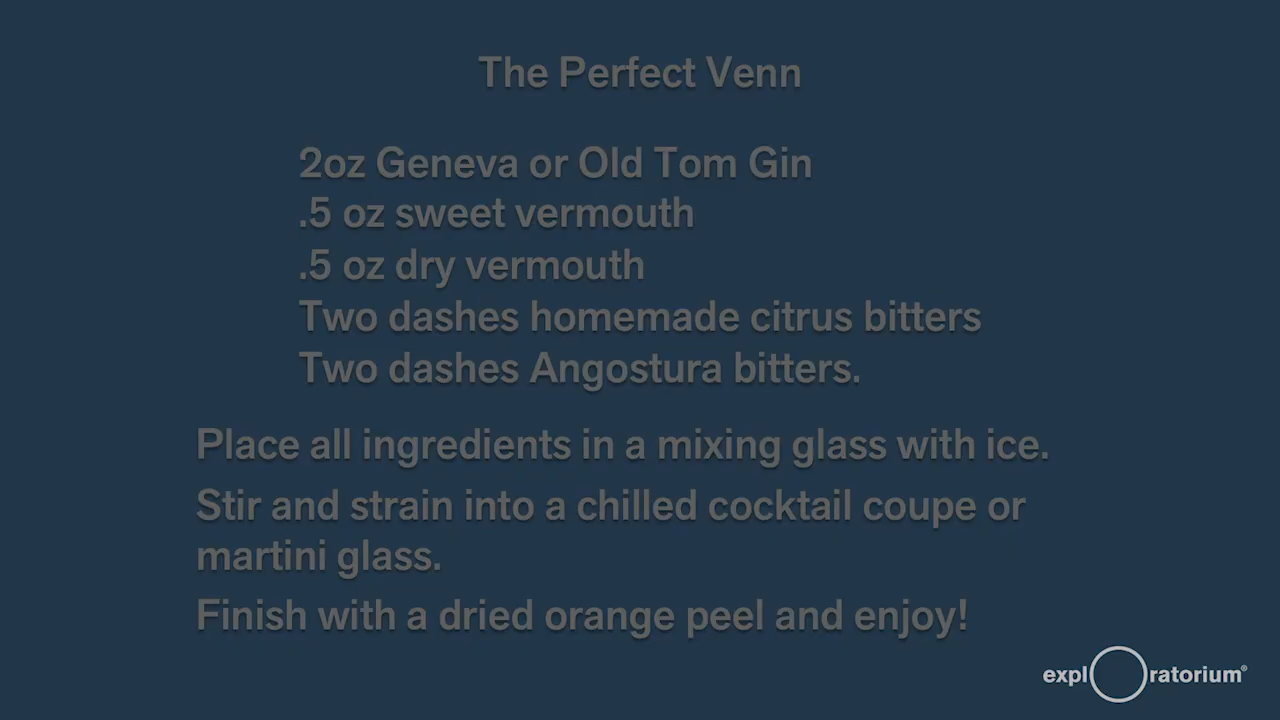 The Perfect Venn
2oz Geneva or Old Tom Gin
.5 oz sweet vermouth
.5 oz dry vermouth
Two dashes homemade citrus bitters
Two dashes Angostura bitters.
Place all ingredients in a mixing glass with ice.
Stir and strain into a chilled cocktail coupe or
martini glass.
Finish with a dried orange peel and enjoy!
expl○ratorium®